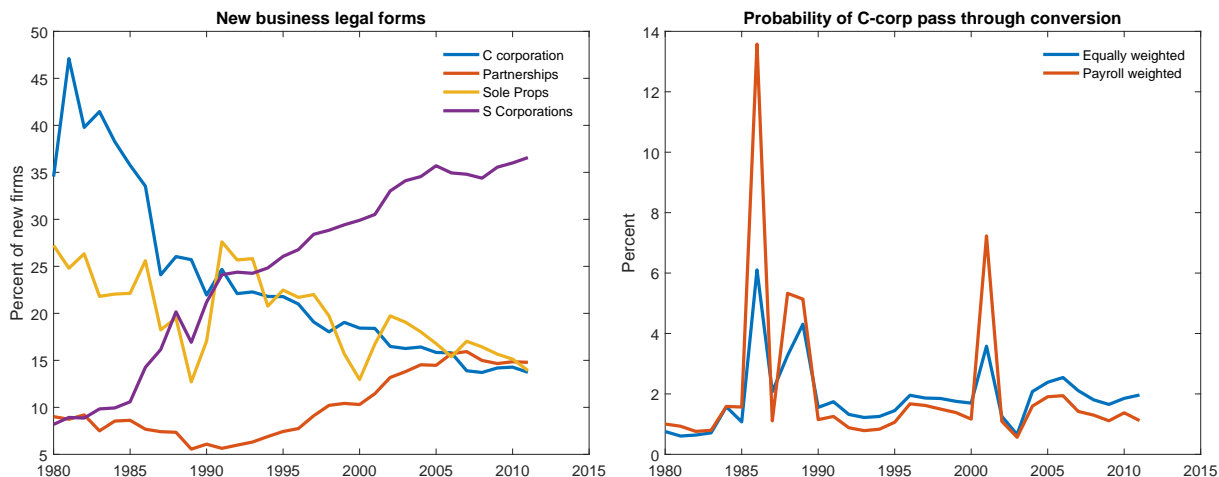 New business legal forms
50
45
40
35
30
25
20
15
10
5
Percent of new firms
C corporation
Partnerships
Sole Props
S Corporations
1980 1985 1990 1995 2000 2005 2010 2015
Probability of C-corp pass through conversion
14
12
10
8
6
4
2
0
Percent
Equally weighted
Payroll weighted
1980 1985 1990 1995 2000 2005 2010 2015